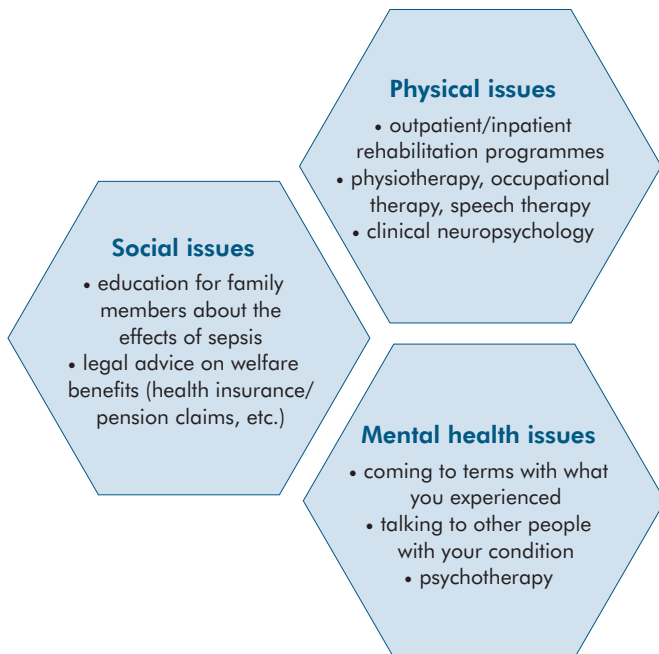 Physical issues
• outpatient/inpatient
rehabilitation programmes
• physiotherapy, occupational
therapy, speech therapy
• clinical neuropsychology
Social issues
• education for family
members about the
effects of sepsis
• legal advice on welfare
benefits (health insurance/
pension claims, etc.)
Mental health issues
• coming to terms with what
you experienced
• talking to other people
with your condition
• psychotherapy